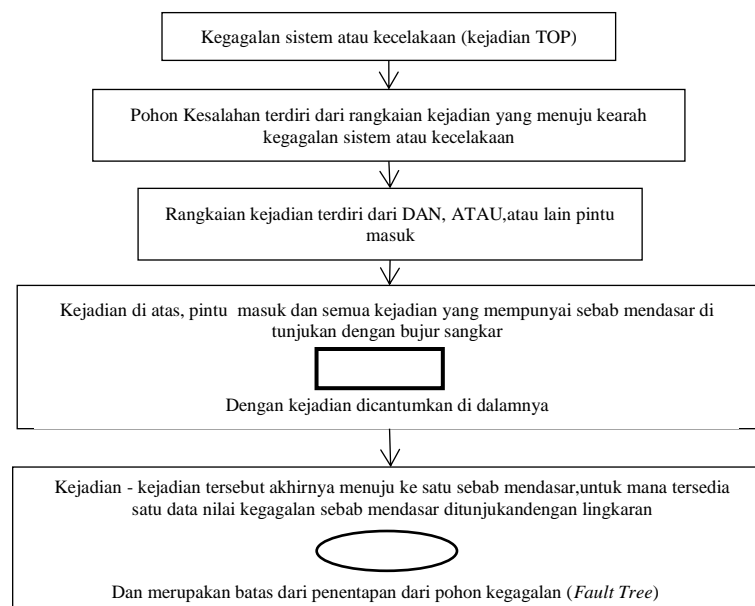 Kegagalan sistem atau kecelakaan (kejadian TOP)
Pohon Kesalahan terdiri dari rangkaian kejadian yang menuju kearah
kegagalan sistem atau kecelakaan
Rangkaian kejadian terdiri dari DAN, ATAU,atau lain pintu
masuk
Kejadian di atas, pintu masuk dan semua kejadian yang mempunyai sebab mendasar di
tunjukan dengan bujur sangkar
Dengan kejadian dicantumkan di dalamnya
Kejadian - kejadian tersebut akhirnya menuju ke satu sebab mendasar,untuk mana tersedia
satu data nilai kegagalan sebab mendasar ditunjukandengan lingkaran
Dan merupakan batas dari penentapan dari pohon kegagalan (Fault Tree)